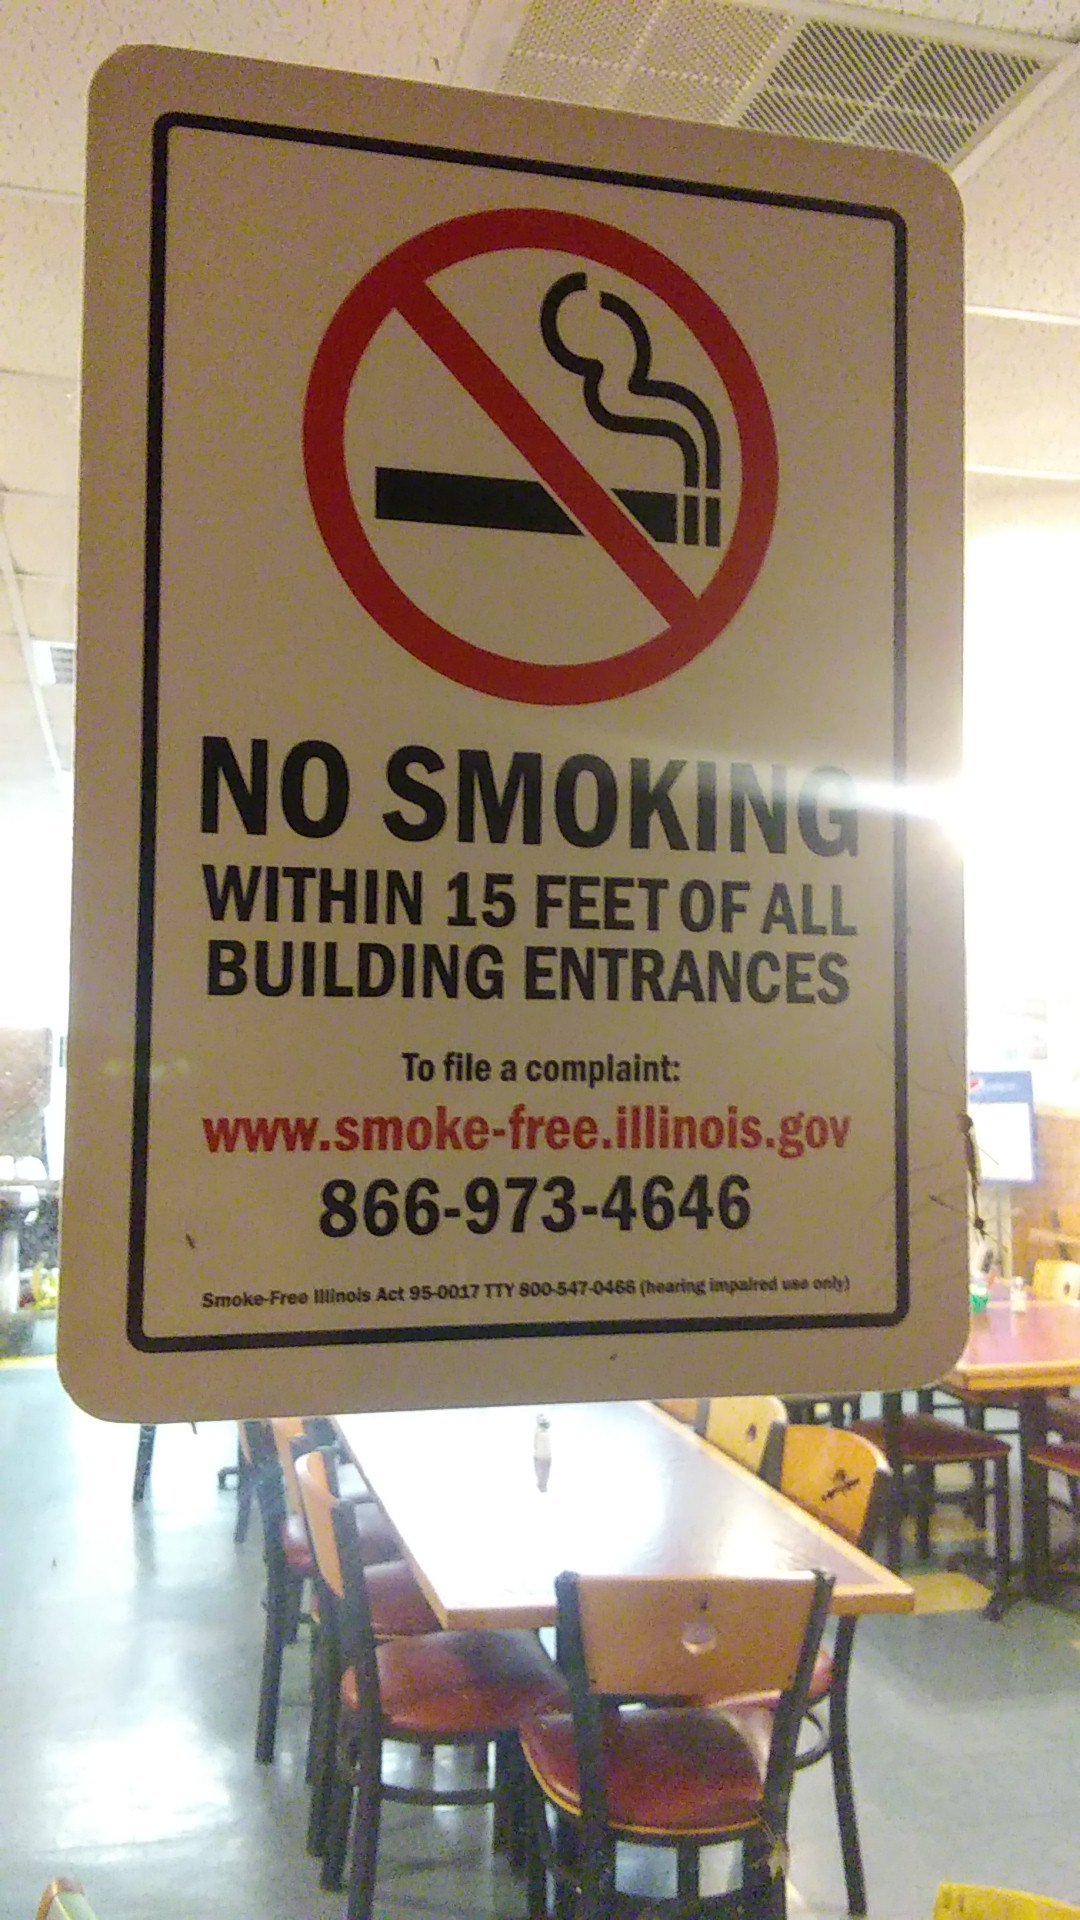 NO SMOKING
WITHIN 15 FEET OF ALL
BUILDING ENTRANCES
To file a complaint:
www.smoke-free.illinois.gov
866-973-4646
Smoke-Free Illinois Act 95-0017 TTY 800-547-0466 (hearing impaired use only)